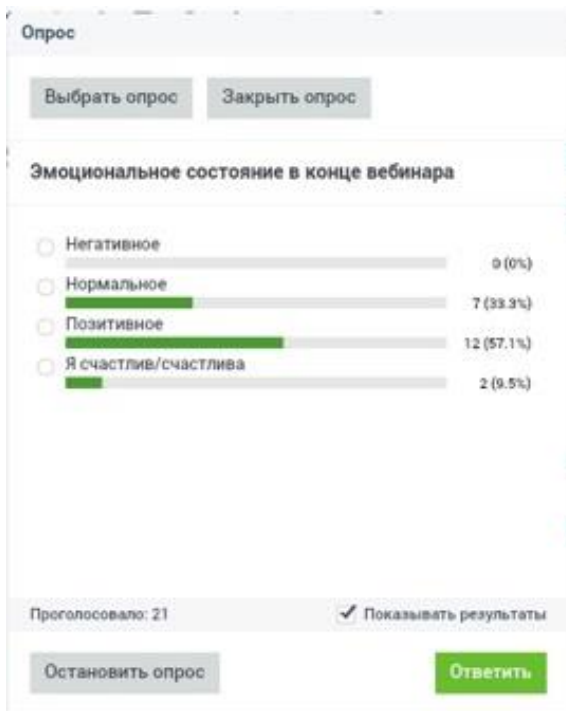 Опрос
Выбрать опрос Закрыть опрос
Эмоциональное состояние в конце вебинара
Негативное
0 (0%)
Нормальное
7 (33.3%)
Позитивное
12 (57.1%)
Я счастлив/счастлива
2 (9.5%)
Проголосовало: 21 Показывать результаты
Остановить опрос Ответить